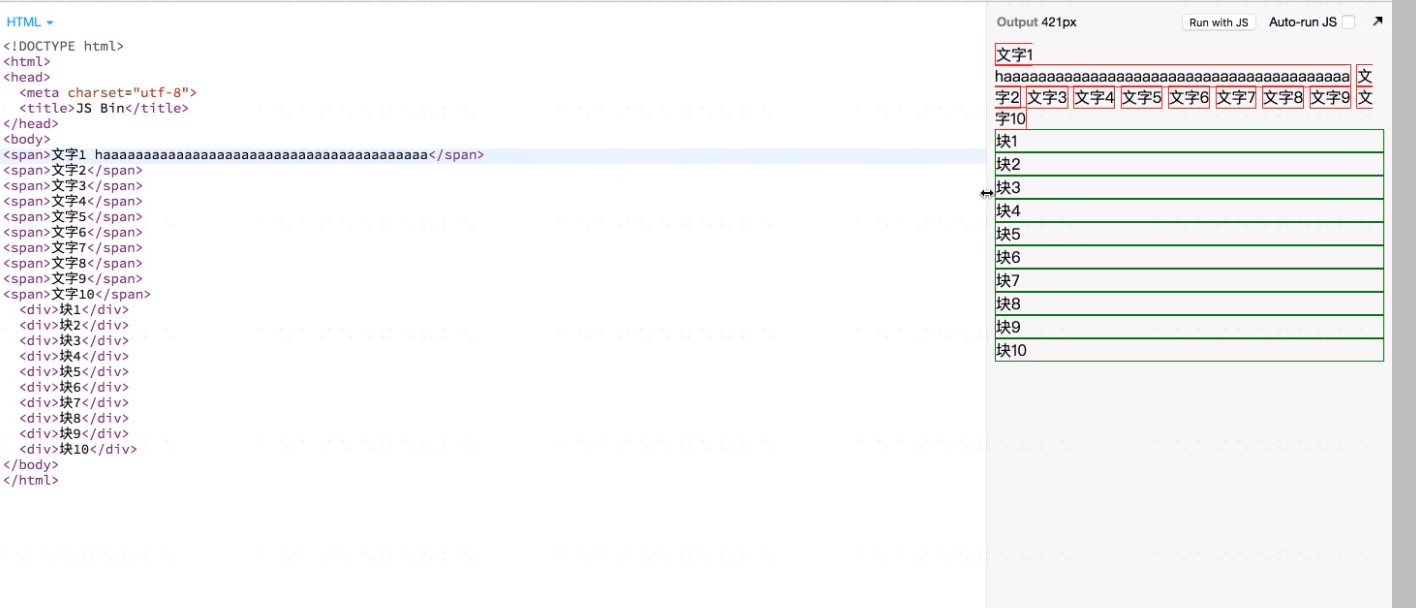 HTML
Output 421px
Run with JS
Auto-run JS
<!DOCTYPE html>
<html>
<head>
<meta charset="utf-8">
<title>JS Bin</title>
</head>
<body>
<span>文字1 haaaaaaaaaaaaaaaaaaaaaaaaaaaaaaaaaaaaaaaa</span>
<span>文字2</span>
<span>文字3</span>
<span>文字4</span>
<span>文字5</span>
<span>文字6</span>
<span>文字7</span>
<span>文字8</span>
<span>文字9</span>
<span>文字10</span>
<div>块1</div>
<div>块2</div>
<div>块3</div>
<div>块4</div>
<div>块5</div>
<div>块6</div>
<div>块7</div>
<div>块8</div>
<div>块9</div>
<div>块10</div>
</body>
</html>
文字1
haaaaaaaaaaaaaaaaaaaaaaaaaaaaaaaaaaaaaaaa 文
字2 文字3 文字4 文字5 文字6 文字7 文字8 文字9 文
字10
块1
块2
块3
块4
块5
块6
块7
块8
块9
块10